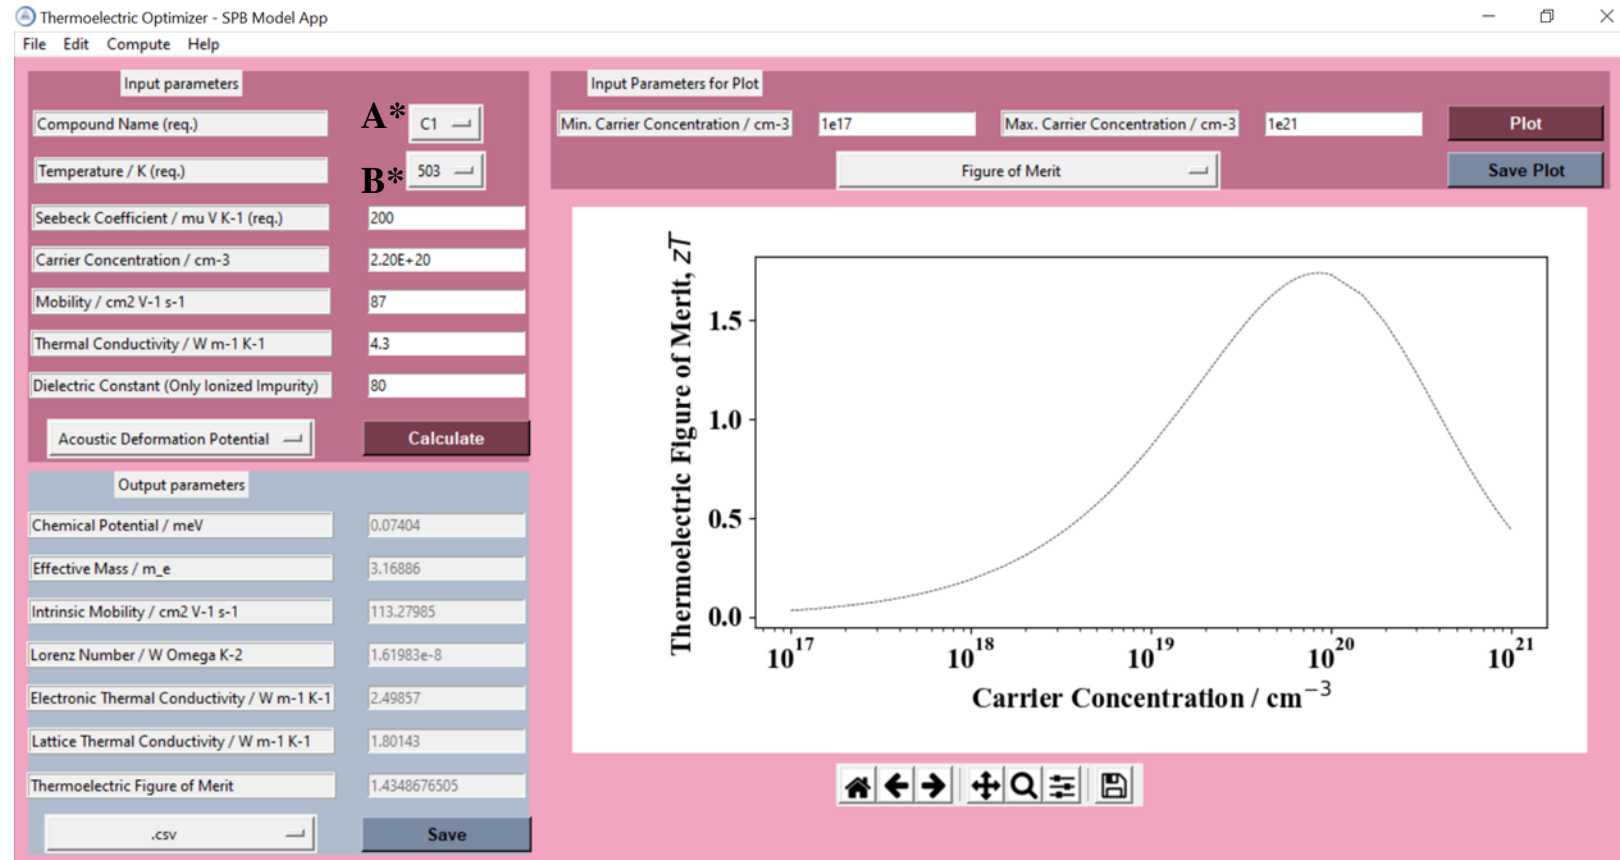 Thermoelectric Optimizer - SPB Model App
File Edit Compute Help
Input parameters
Compound Name (req.) A* C1
Temperature / K (req.) B* 503
Seebeck Coefficient / mu V K-1 (req.) 200
Carrier Concentration / cm-3 2.20E+20
Mobility / cm2 V-1 s-1 87
Thermal Conductivity / W m-1 K-1 4.3
Dielectric Constant (Only Ionized Impurity) 80
Acoustic Deformation Potential Calculate
Output parameters
Chemical Potential / meV 0.07404
Effective Mass / m_e 3.16886
Intrinsic Mobility / cm2 V-1 s-1 113.27985
Lorenz Number / W Omega K-2 1.61983e-8
Electronic Thermal Conductivity / W m-1 K-1 2.49857
Lattice Thermal Conductivity / W m-1 K-1 1.80143
Thermoelectric Figure of Merit 1.4348676505
.csv Save
Input Parameters for Plot
Min. Carrier Concentration / cm-3 1e17 Max. Carrier Concentration / cm-3 1e21 Plot
Figure of Merit Save Plot
Thermoelectric Figure of Merit, zT
1.5
1.0
0.5
0.0
10^17 10^18 10^19 10^20 10^21
Carrier Concentration / cm^−3